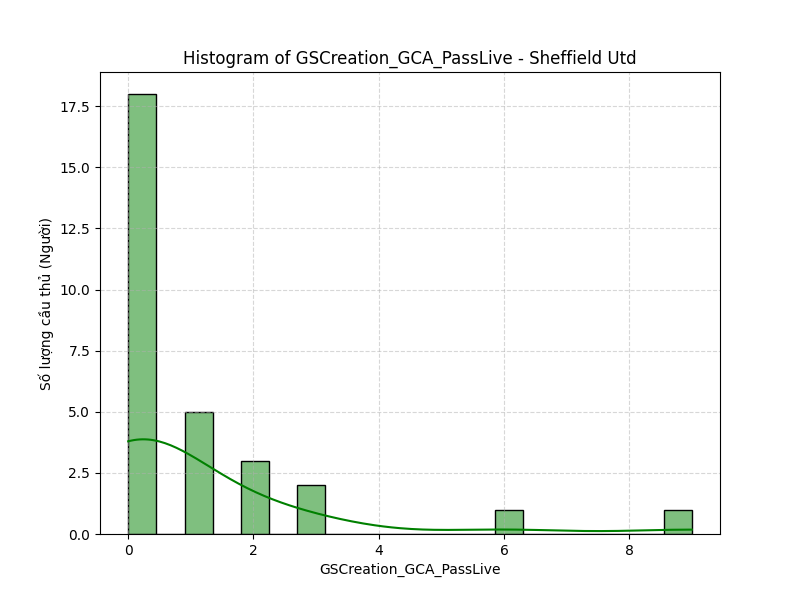 Histogram of GSCreation_GCA_PassLive - Sheffield Utd
Số lượng cầu thủ (Người)
17.5
15.0
12.5
10.0
7.5
5.0
2.5
0.0
0 2 4 6 8
GSCreation_GCA_PassLive